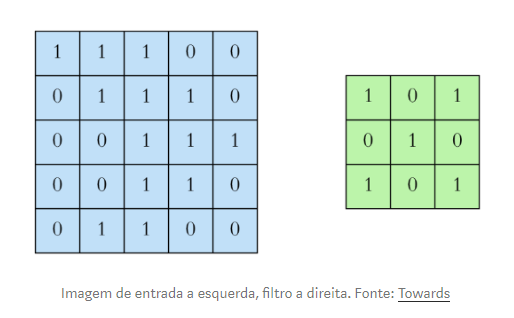 1 1 1 0 0
0 1 1 1 0
0 0 1 1 1
0 0 1 1 0
0 1 1 0 0
1 0 1
0 1 0
1 0 1
Imagem de entrada a esquerda, filtro a direita. Fonte: Towards